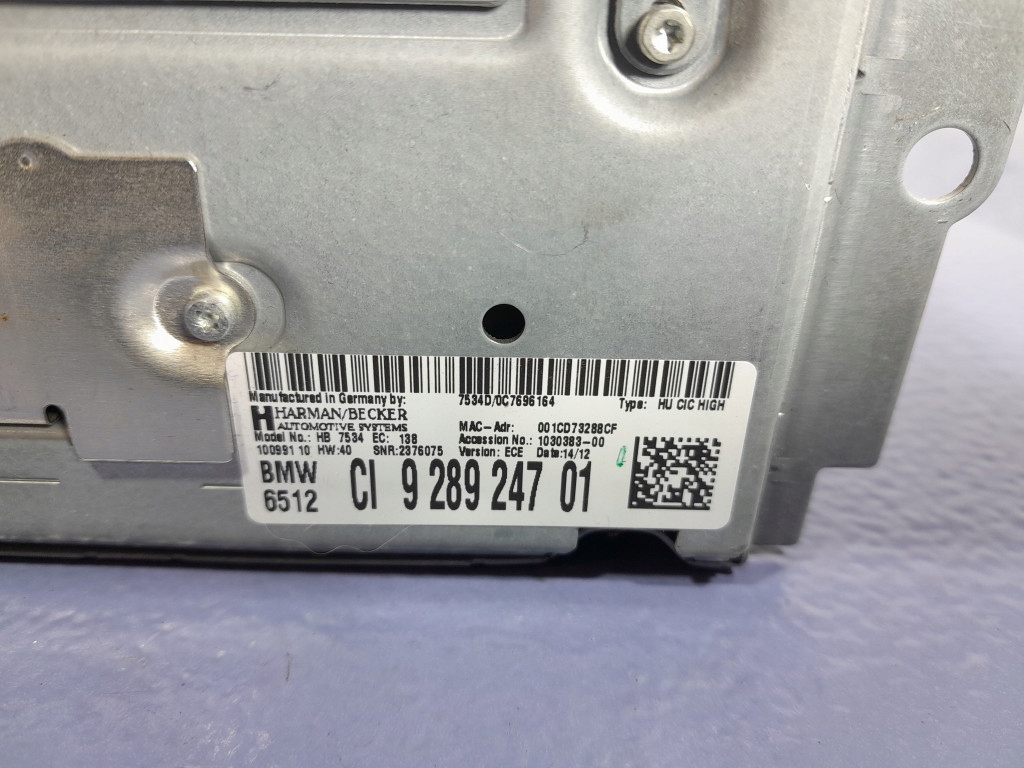 Manufactured in Germany by: 7534D/0C7696164 Type: HU CIC HIGH
H HARMAN/BECKER
AUTOMOTIVE SYSTEMS MAC-Adr: 001CD73288CF
Model No.: HB 7534 EC: 138 Accession No.: 1030383-00
10099110 HW:40 SNR:2376075 Version: ECE Date:14/12
BMW
6512 CI 9 289 247 01